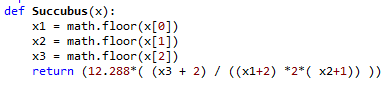 def Succubus(x):
    x1 = math.floor(x[0])
    x2 = math.floor(x[1])
    x3 = math.floor(x[2])
    return (12.288*( (x3 + 2) / ((x1+2) *2*( x2+1)) ))